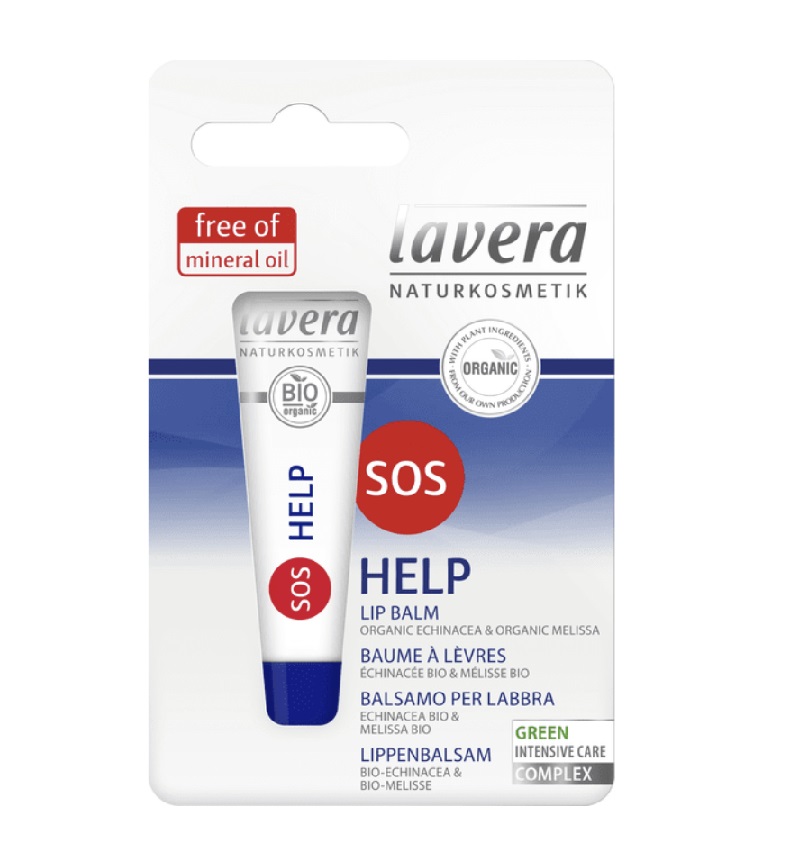 free of
mineral oil
lavera
NATURKOSMETIK
lavera
NATURKOSMETIK
BIO
organic
HELP
SOS
· WITH PLANT INGREDIENTS ·
ORGANIC
FROM OUR OWN PRODUCTION
SOS
HELP
LIP BALM
ORGANIC ECHINACEA & ORGANIC MELISSA
BAUME À LÈVRES
ÉCHINACÉE BIO & MÉLISSE BIO
BALSAMO PER LABBRA
ECHINACEA BIO &
MELISSA BIO
LIPPENBALSAM
BIO-ECHINACEA &
BIO-MELISSE
GREEN
INTENSIVE CARE
COMPLEX